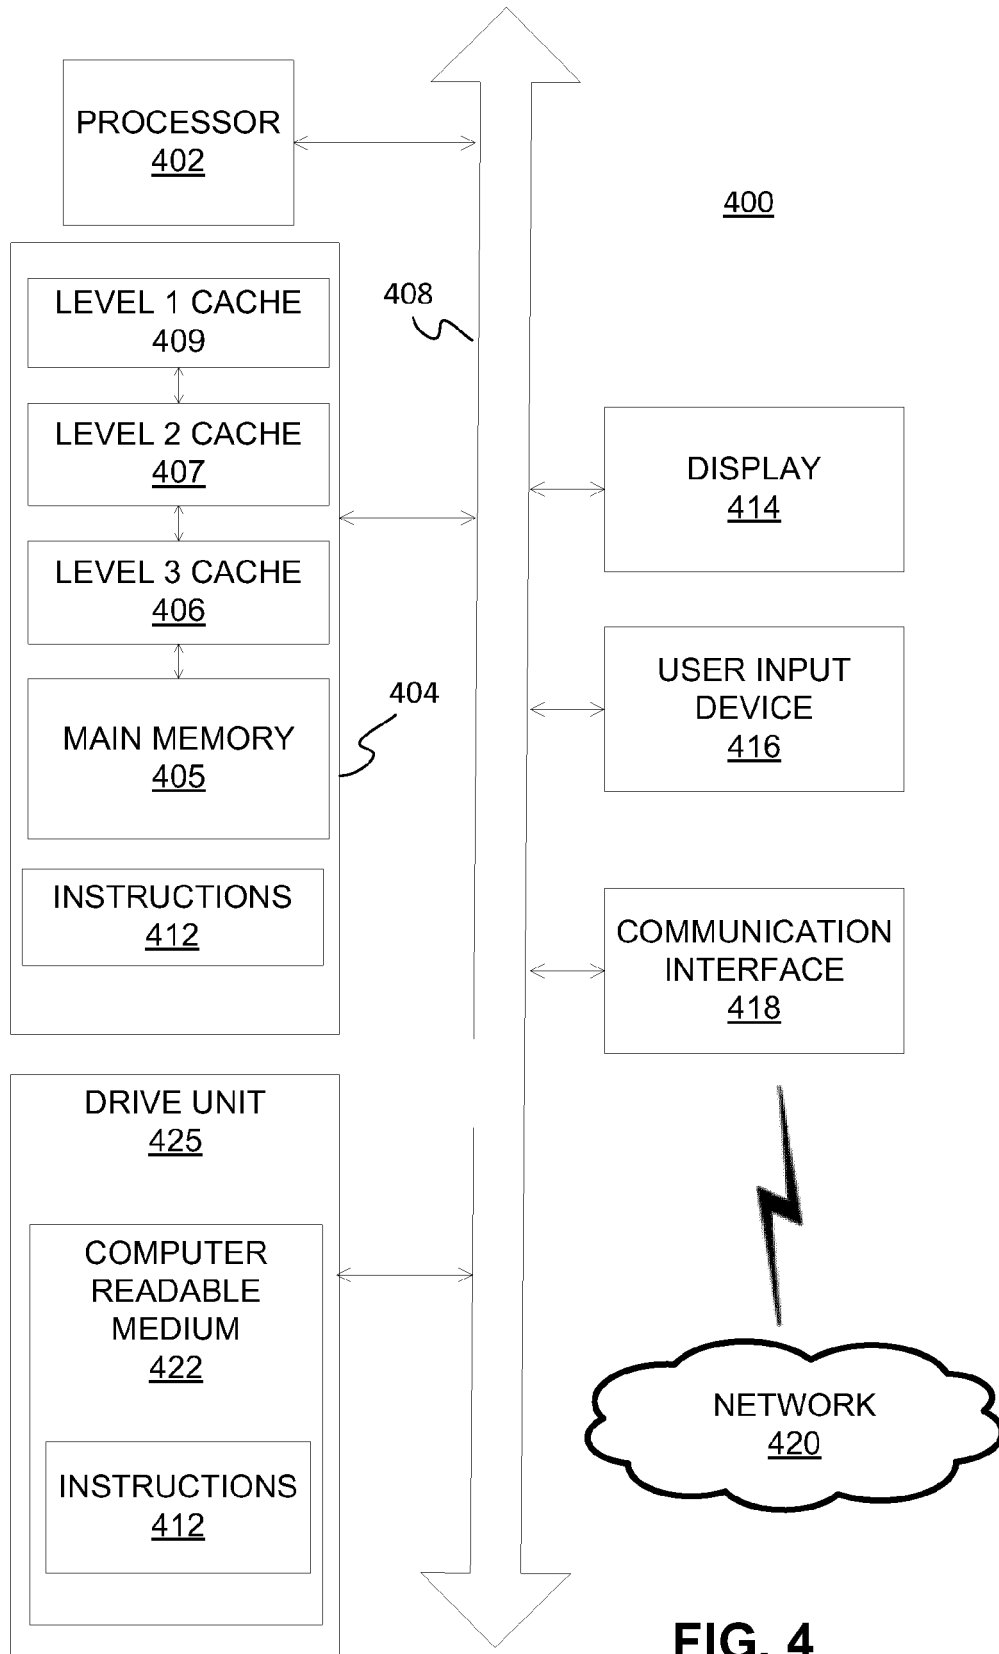 PROCESSOR
402
400
LEVEL 1 CACHE
409
408
LEVEL 2 CACHE
407
LEVEL 3 CACHE
406
MAIN MEMORY
405
404
INSTRUCTIONS
412
DISPLAY
414
USER INPUT
DEVICE
416
COMMUNICATION
INTERFACE
418
DRIVE UNIT
425
COMPUTER
READABLE
MEDIUM
422
INSTRUCTIONS
412
NETWORK
420
FIG. 4